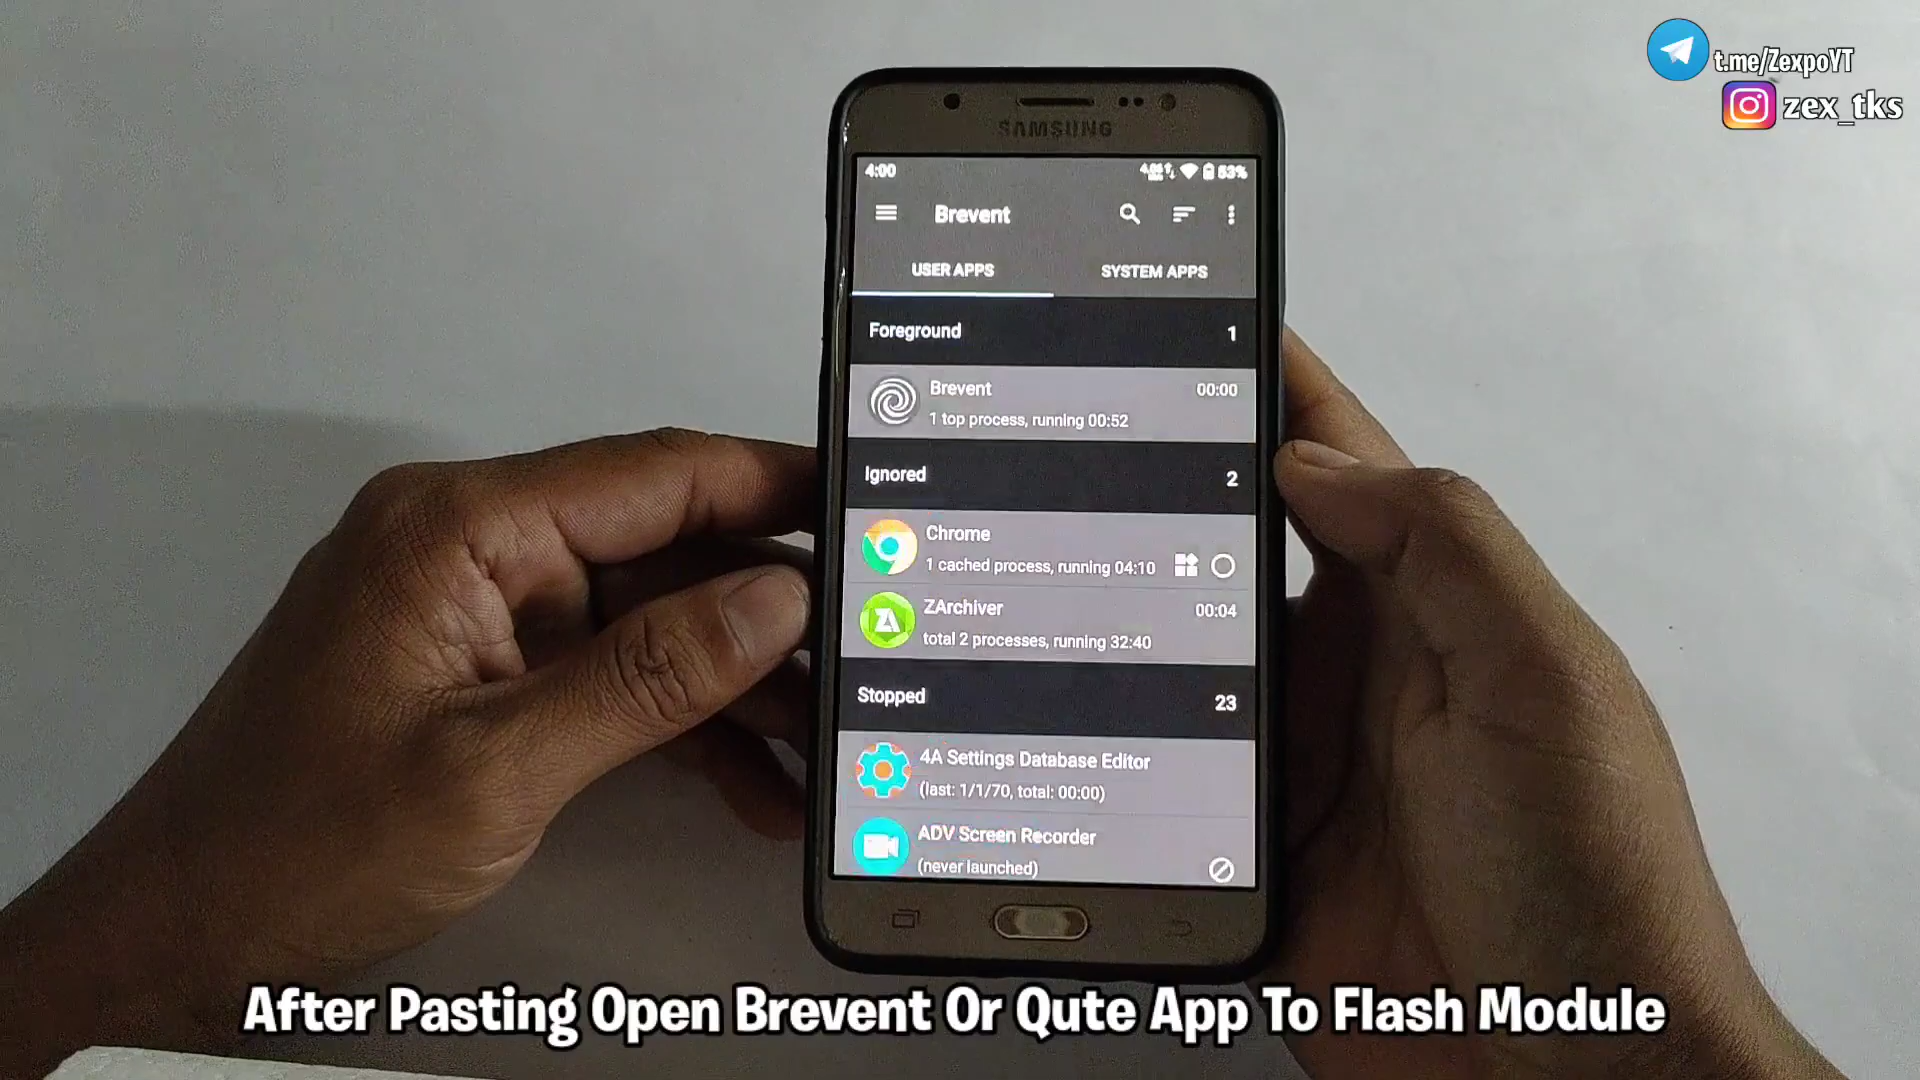 t.me/ZexpoYT
zex_tks
SAMSUNG
4:00
53%
Brevent
USER APPS
SYSTEM APPS
Foreground
1
Brevent
00:00
1 top process, running 00:52
Ignored
2
Chrome
1 cached process, running 04:10
ZArchiver
00:04
total 2 processes, running 32:40
Stopped
23
4A Settings Database Editor
(last: 1/1/70, total: 00:00)
ADV Screen Recorder
(never launched)
After Pasting Open Brevent Or Qute App To Flash Module